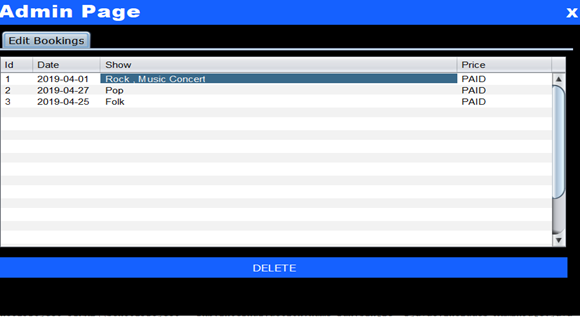 Admin Page x
Edit Bookings
Id Date Show Price
1 2019-04-01 Rock , Music Concert PAID
2 2019-04-27 Pop PAID
3 2019-04-25 Folk PAID
DELETE